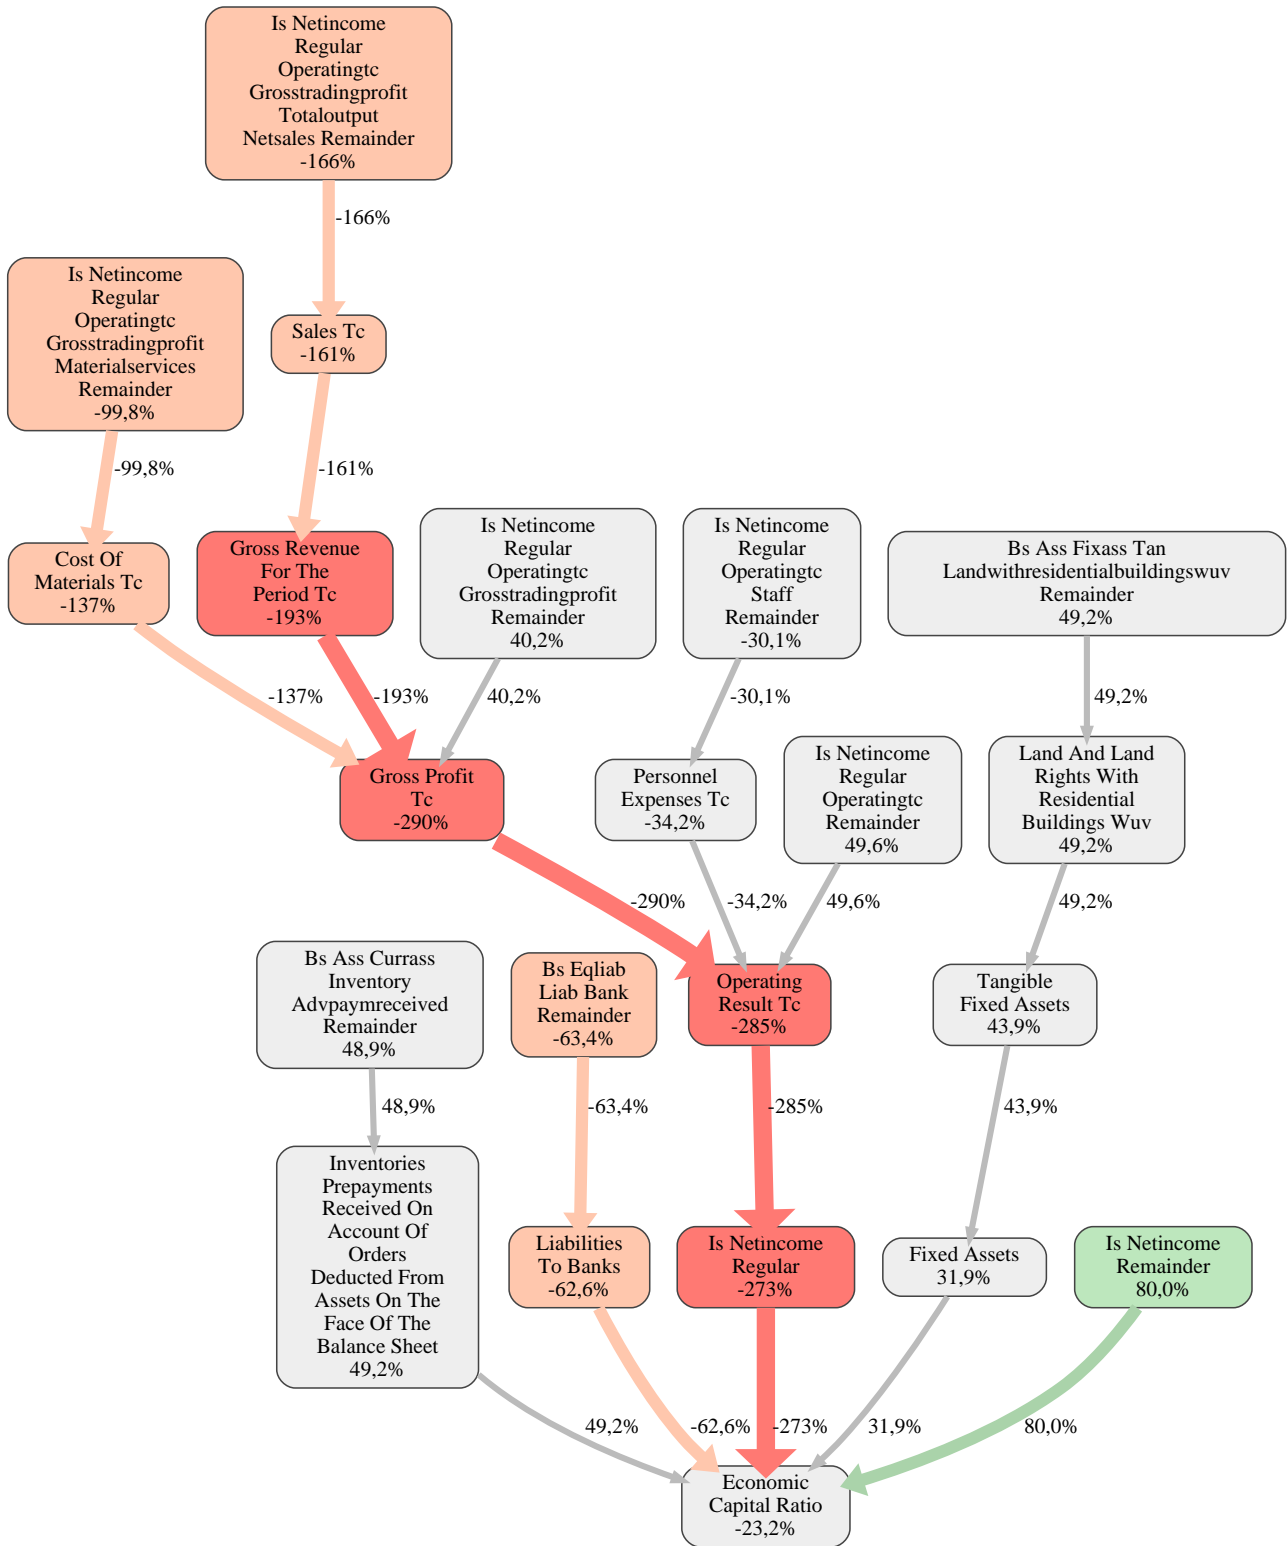 Is Netincome
Regular
Operatingtc
Grosstradingprofit
Totaloutput
Netsales Remainder
-166%
-166%
Is Netincome
Regular
Operatingtc
Grosstradingprofit
Materialservices
Remainder
-99,8%
Sales Tc
-161%
-99,8%
-161%
Cost Of
Materials Tc
-137%
Gross Revenue
For The
Period Tc
-193%
Is Netincome
Regular
Operatingtc
Grosstradingprofit
Remainder
40,2%
Is Netincome
Regular
Operatingtc
Staff
Remainder
-30,1%
Bs Ass Fixass Tan
Landwithresidentialbuildingswuv
Remainder
49,2%
-137%
-193%
40,2%
-30,1%
49,2%
Gross Profit
Tc
-290%
Personnel
Expenses Tc
-34,2%
Is Netincome
Regular
Operatingtc
Remainder
49,6%
Land And Land
Rights With
Residential
Buildings Wuv
49,2%
-290%
-34,2%
49,6%
49,2%
Bs Ass Currass
Inventory
Advpaymreceived
Remainder
48,9%
Bs Eqliab
Liab Bank
Remainder
-63,4%
Operating
Result Tc
-285%
Tangible
Fixed Assets
43,9%
48,9%
-63,4%
-285%
43,9%
Inventories
Prepayments
Received On
Account Of
Orders
Deducted From
Assets On The
Face Of The
Balance Sheet
49,2%
Liabilities
To Banks
-62,6%
Is Netincome
Regular
-273%
Fixed Assets
31,9%
Is Netincome
Remainder
80,0%
49,2%
-62,6%
-273%
31,9%
80,0%
Economic
Capital Ratio
-23,2%